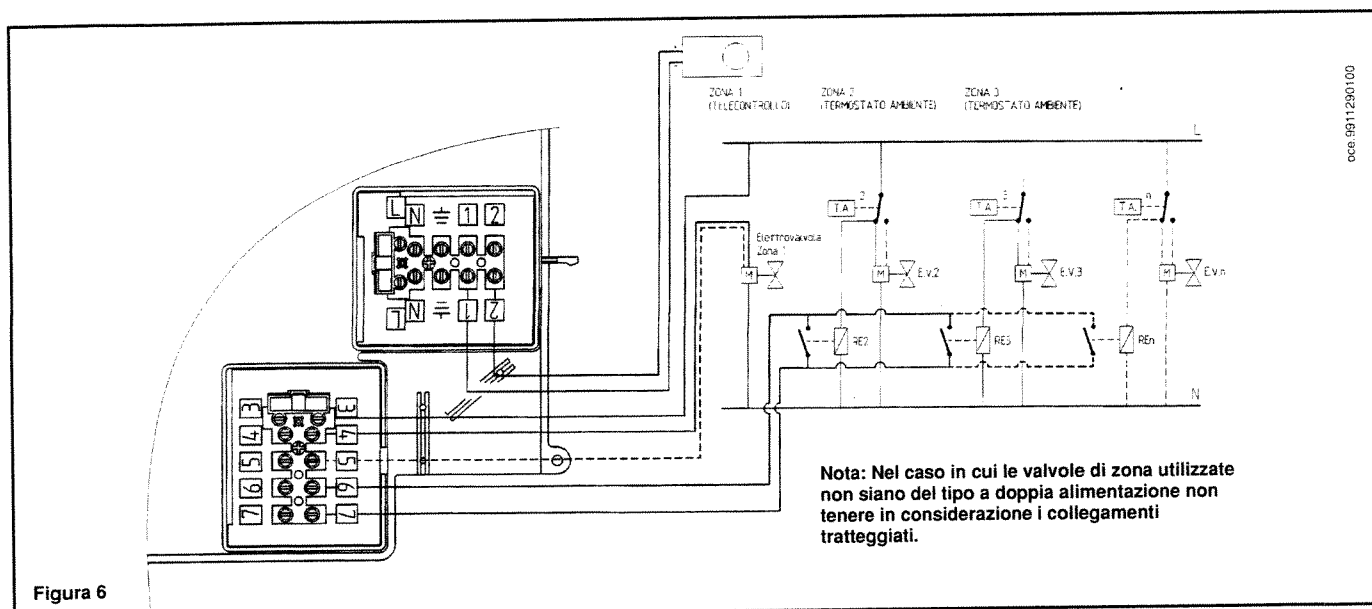 ZONA 1
(TELECONTROLLO)
ZONA 2
(TERMOSTATO AMBIENTE)
ZONA 3
(TERMOSTATO AMBIENTE)
oce.9911290100
L
L N 1 2
L N 1 2
T.A. 2
T.A. 3
T.A. n
Elettrovalvola
Zona 1
M
M E.V.2
M E.V.3
M E.V.n
RE2
RE3
REn
N
3 3
4 4
5 5
6 6
7 7
Nota: Nel caso in cui le valvole di zona utilizzate
non siano del tipo a doppia alimentazione non
tenere in considerazione i collegamenti
tratteggiati.
Figura 6